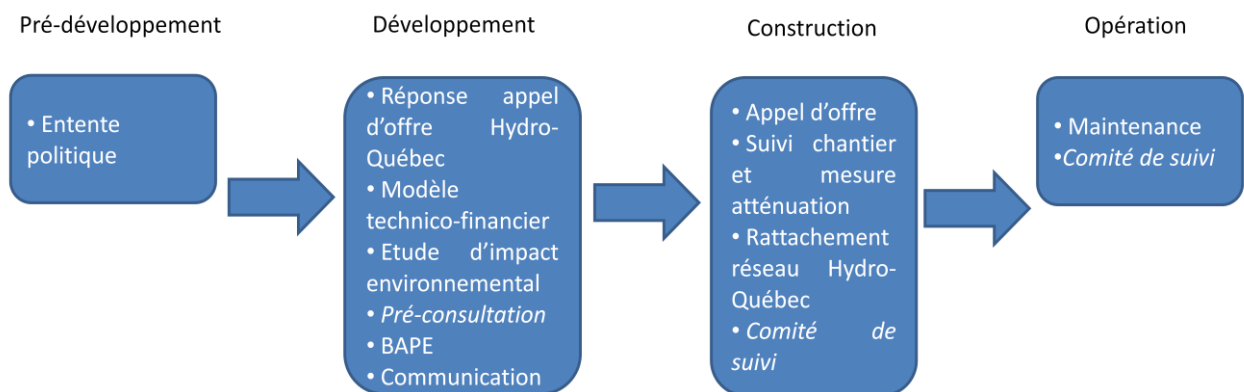 Pré-développement
Développement
Construction
Opération
• Entente
politique
• Réponse appel
d'offre Hydro-
Québec
• Modèle
technico-financier
• Etude d'impact
environnemental
• Pré-consultation
• BAPE
• Communication
• Appel d'offre
• Suivi chantier
et mesure
atténuation
• Rattachement
réseau Hydro-
Québec
• Comité de
suivi
• Maintenance
•Comité de suivi